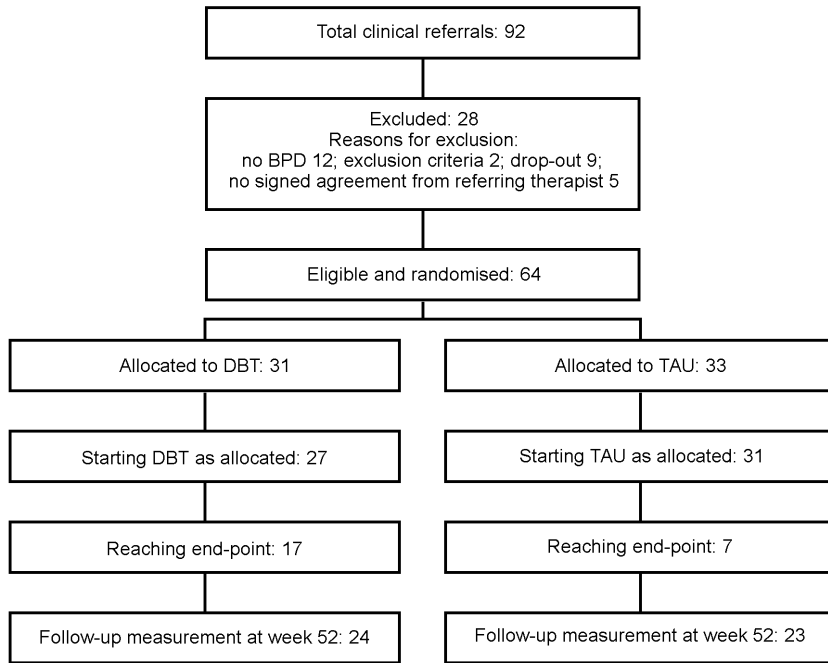 Total clinical referrals: 92
Excluded: 28
Reasons for exclusion:
no BPD 12; exclusion criteria 2; drop-out 9;
no signed agreement from referring therapist 5
Eligible and randomised: 64
Allocated to DBT: 31
Allocated to TAU: 33
Starting DBT as allocated: 27
Starting TAU as allocated: 31
Reaching end-point: 17
Reaching end-point: 7
Follow-up measurement at week 52: 24
Follow-up measurement at week 52: 23